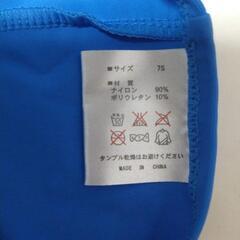 ■サイズ 7S
■材 質
ナイロン 90%
ポリウレタン 10%
タンブル乾燥はお避けください
MADE IN CHINA